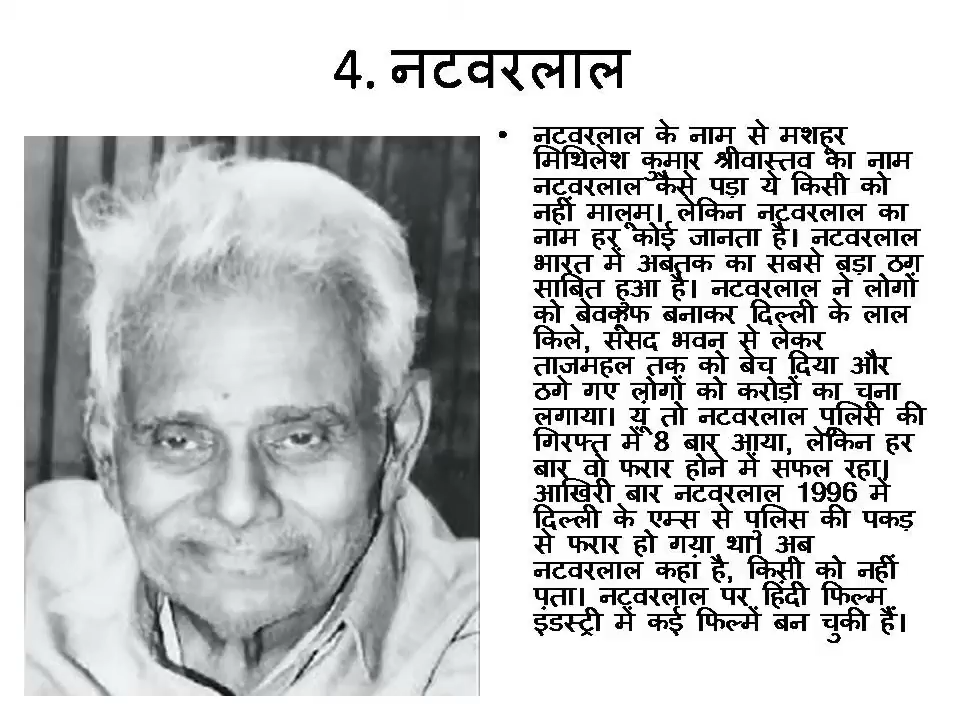 4. नटवरलाल
• नटवरलाल के नाम से मशहूर
मिथिलेश कुमार श्रीवास्तव का नाम
नटवरलाल कैसे पड़ा ये किसी को
नहीं मालूम। लेकिन नटवरलाल का
नाम हर कोई जानता है। नटवरलाल
भारत में अबतक का सबसे बड़ा ठग
साबित हुआ है। नटवरलाल ने लोगों
को बेवकूफ बनाकर दिल्ली के लाल
किले, संसद भवन से लेकर
ताजमहल तक को बेच दिया और
ठगे गए लोगों को करोड़ों का चूना
लगाया। यूं तो नटवरलाल पुलिस की
गिरफ्त में 8 बार आया, लेकिन हर
बार वो फरार होने में सफल रहा।
आखिरी बार नटवरलाल 1996 में
दिल्ली के एम्स से पुलिस की पकड़
से फरार हो गया था। अब
नटवरलाल कहां है, किसी को नहीं
पता। नटवरलाल पर हिंदी फिल्म
इंडस्ट्री में कई फिल्में बन चुकी हैं।